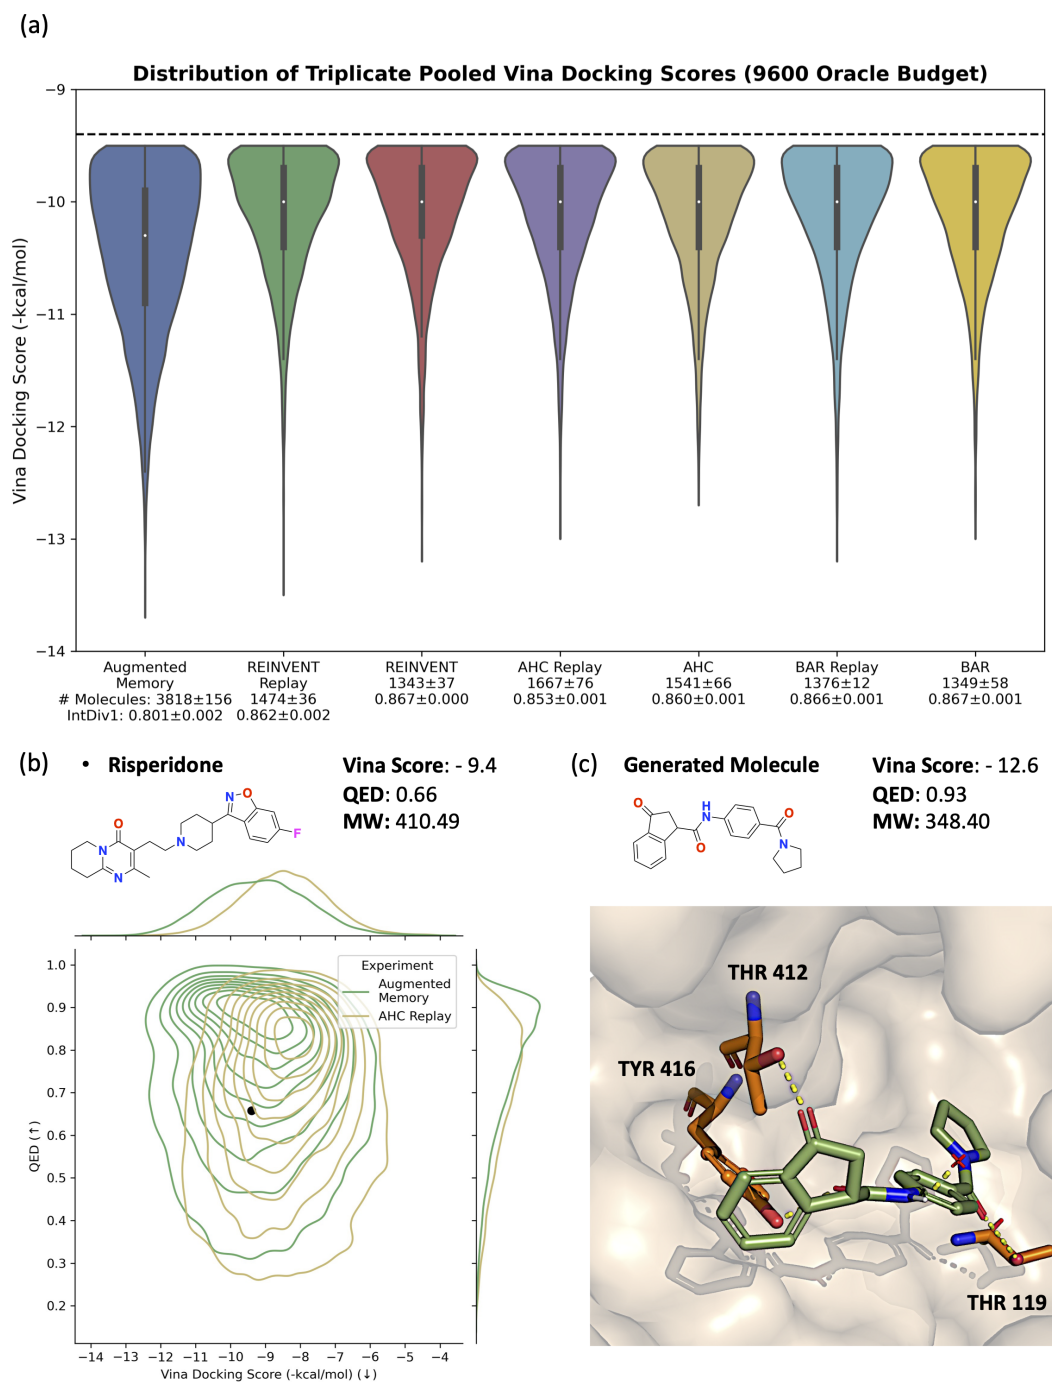 (a)
Distribution of Triplicate Pooled Vina Docking Scores (9600 Oracle Budget)
Vina Docking Score (-kcal/mol)
−9
−10
−11
−12
−13
−14
Augmented
Memory
# Molecules: 3818±156
IntDiv1: 0.801±0.002
REINVENT
Replay
1474±36
0.862±0.002
REINVENT
1343±37
0.867±0.000
AHC Replay
1667±76
0.853±0.001
AHC
1541±66
0.860±0.001
BAR Replay
1376±12
0.866±0.001
BAR
1349±58
0.867±0.001
(b)
• Risperidone
Vina Score: - 9.4
QED: 0.66
MW: 410.49
O
N
N
N
N
O
F
Experiment
Augmented
Memory
AHC Replay
QED (↑)
1.0
0.9
0.8
0.7
0.6
0.5
0.4
0.3
0.2
−14 −13 −12 −11 −10 −9 −8 −7 −6 −5 −4
Vina Docking Score (-kcal/mol) (↓)
(c)
Generated Molecule
Vina Score: - 12.6
QED: 0.93
MW: 348.40
O
H
N
O
O
N
THR 412
TYR 416
THR 119